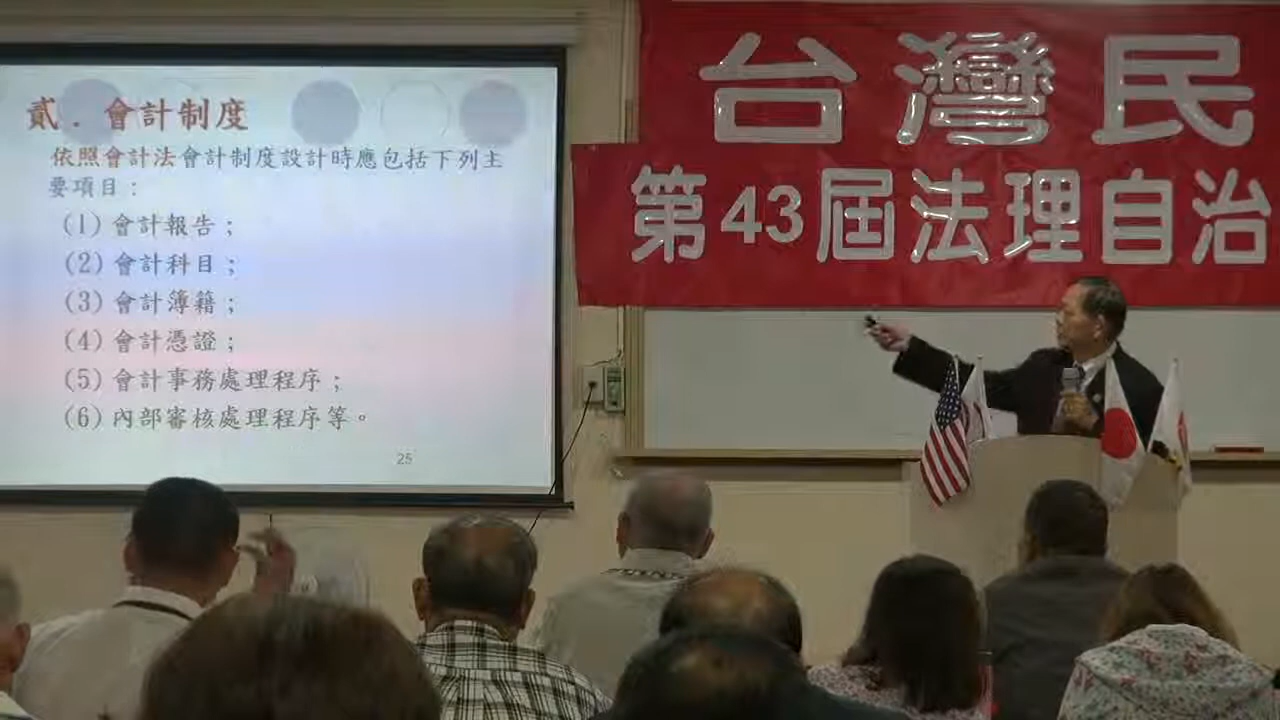 貳．會計制度
依照會計法會計制度設計時應包括下列主
要項目：
(1)會計報告；
(2)會計科目；
(3)會計簿籍；
(4)會計憑證；
(5)會計事務處理程序；
(6)內部審核處理程序等。
25
台灣民
第43屆法理自治